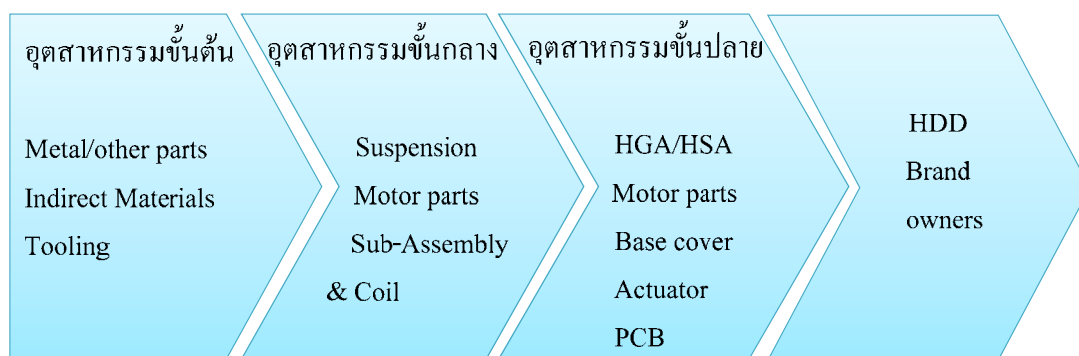 อุตสาหกรรมขั้นต้น
Metal/other parts
Indirect Materials
Tooling
อุตสาหกรรมขั้นกลาง
Suspension
Motor parts
Sub-Assembly
& Coil
อุตสาหกรรมขั้นปลาย
HGA/HSA
Motor parts
Base cover
Actuator
PCB
HDD
Brand
owners